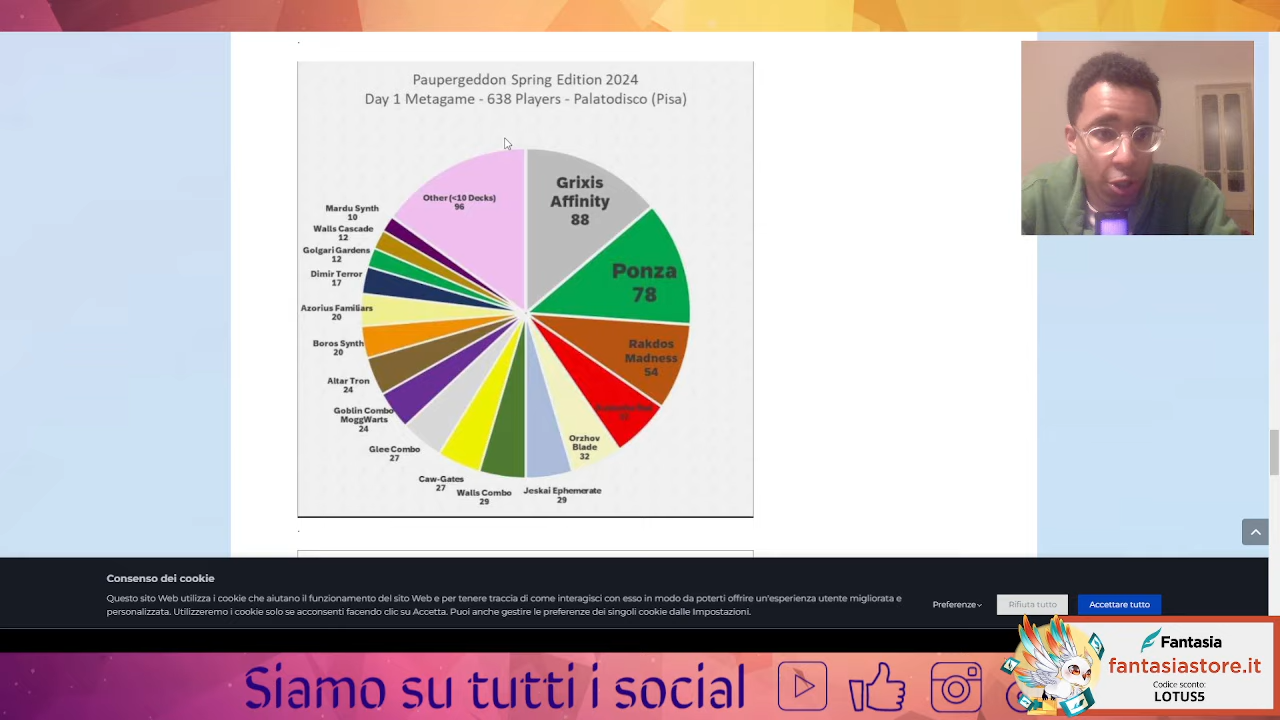 Paupergeddon Spring Edition 2024
Day 1 Metagame - 638 Players - Palatodisco (Pisa)
Grixis
Affinity
88
Ponza
78
Rakdos
Madness
54
Orzhov
Blade
32
Jeskai Ephemerate
29
Walls Combo
29
Caw-Gates
27
Glee Combo
27
Goblin Combo
MoggWarts
24
Altar Tron
24
Boros Synth
20
Azorius Familiars
20
Dimir Terror
17
Golgari Gardens
12
Walls Cascade
12
Mardu Synth
10
Other (<10 Decks)
96
Consenso dei cookie
Questo sito Web utilizza i cookie che aiutano il funzionamento del sito Web e per tenere traccia di come interagisci con esso in modo da poterti offrire un'esperienza utente migliorata e
personalizzata. Utilizzeremo i cookie solo se acconsenti facendo clic su Accetta. Puoi anche gestire le preferenze dei singoli cookie dalle Impostazioni.
Preferenze
Rifiuta tutto
Accettare tutto
Siamo su tutti i social
Fantasia
fantasiastore.it
Codice sconto:
LOTUS5